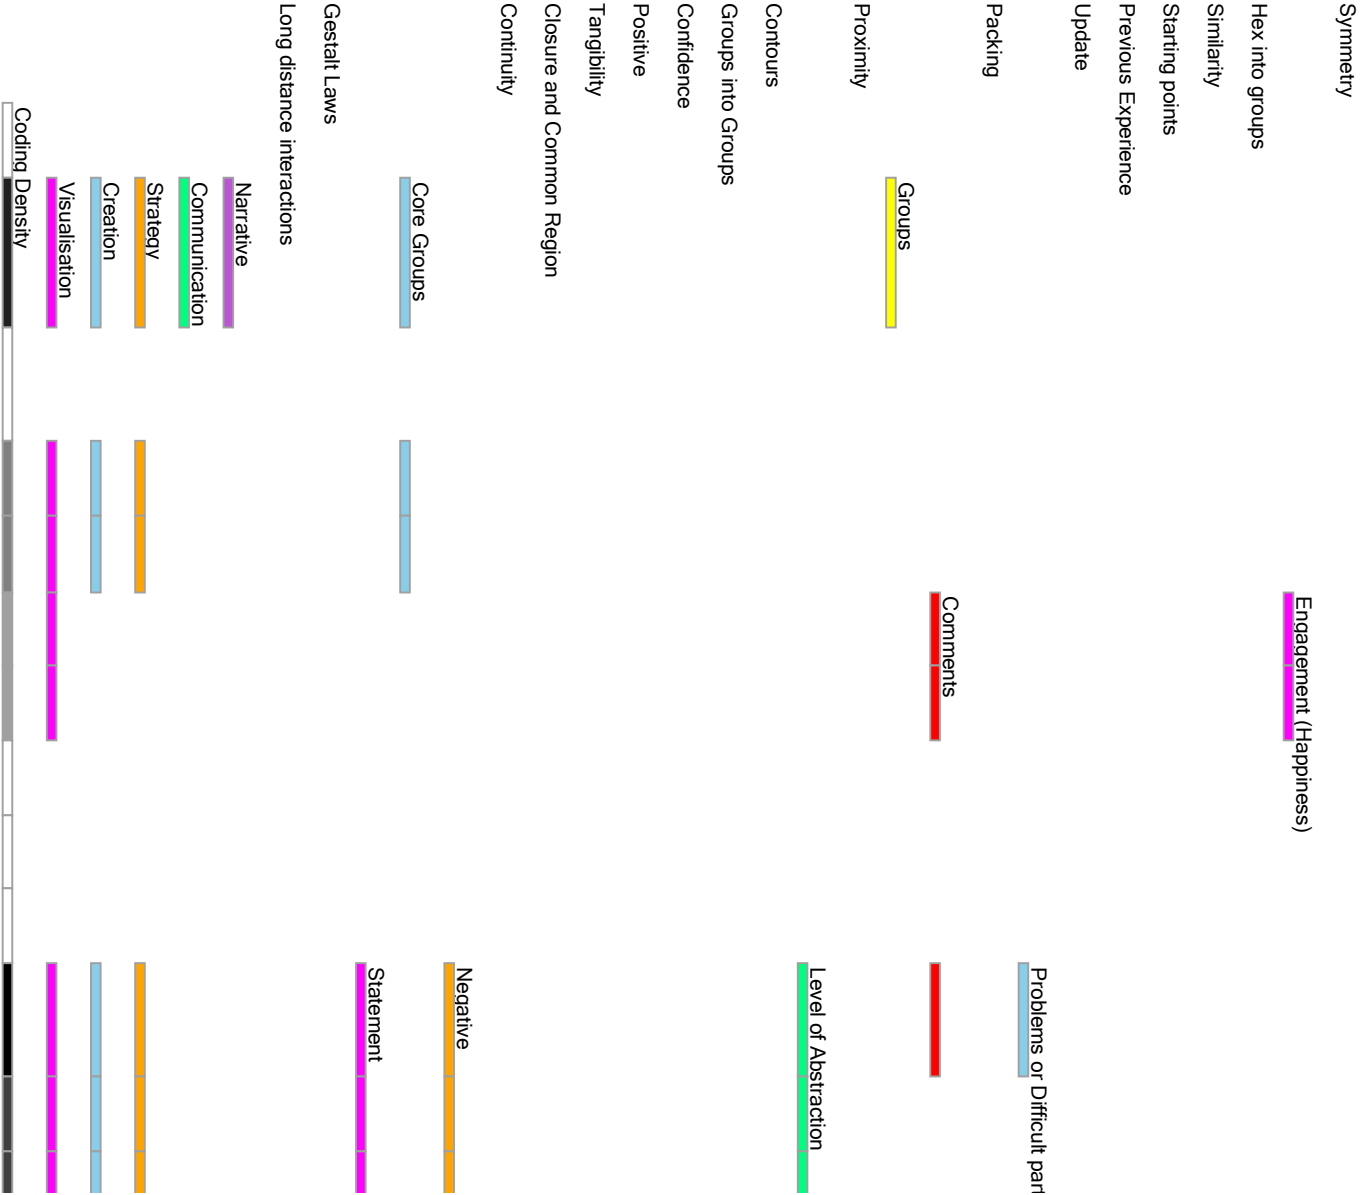 Symmetry
Engagement (Happiness)
Hex into groups
Similarity
Starting points
Previous Experience
Update
Problems or Difficult part
Packing
Comments
Groups
Proximity
Level of Abstraction
Contours
Groups into Groups
Confidence
Positive
Tangibility
Closure and Common Region
Continuity
Negative
Core Groups
Statement
Gestalt Laws
Long distance interactions
Narrative
Communication
Strategy
Creation
Visualisation
Coding Density